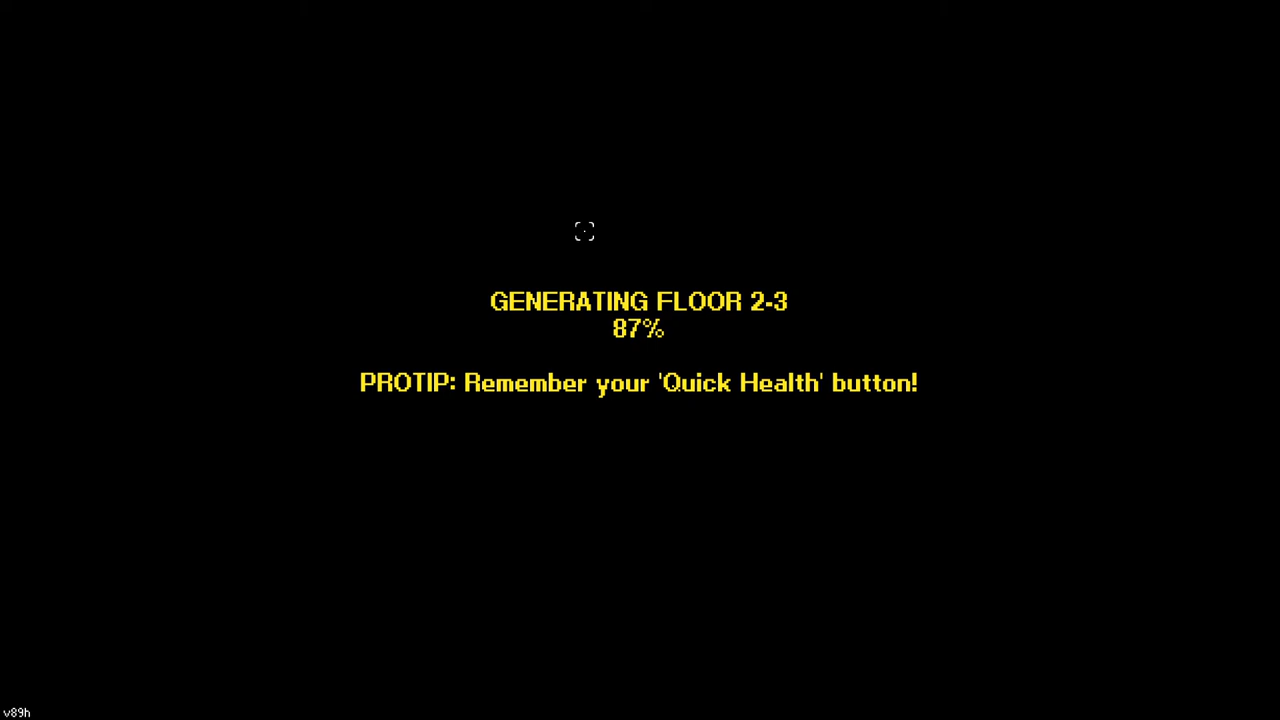 GENERATING FLOOR 2-3
87%
PROTIP: Remember your 'Quick Health' button!
v89h